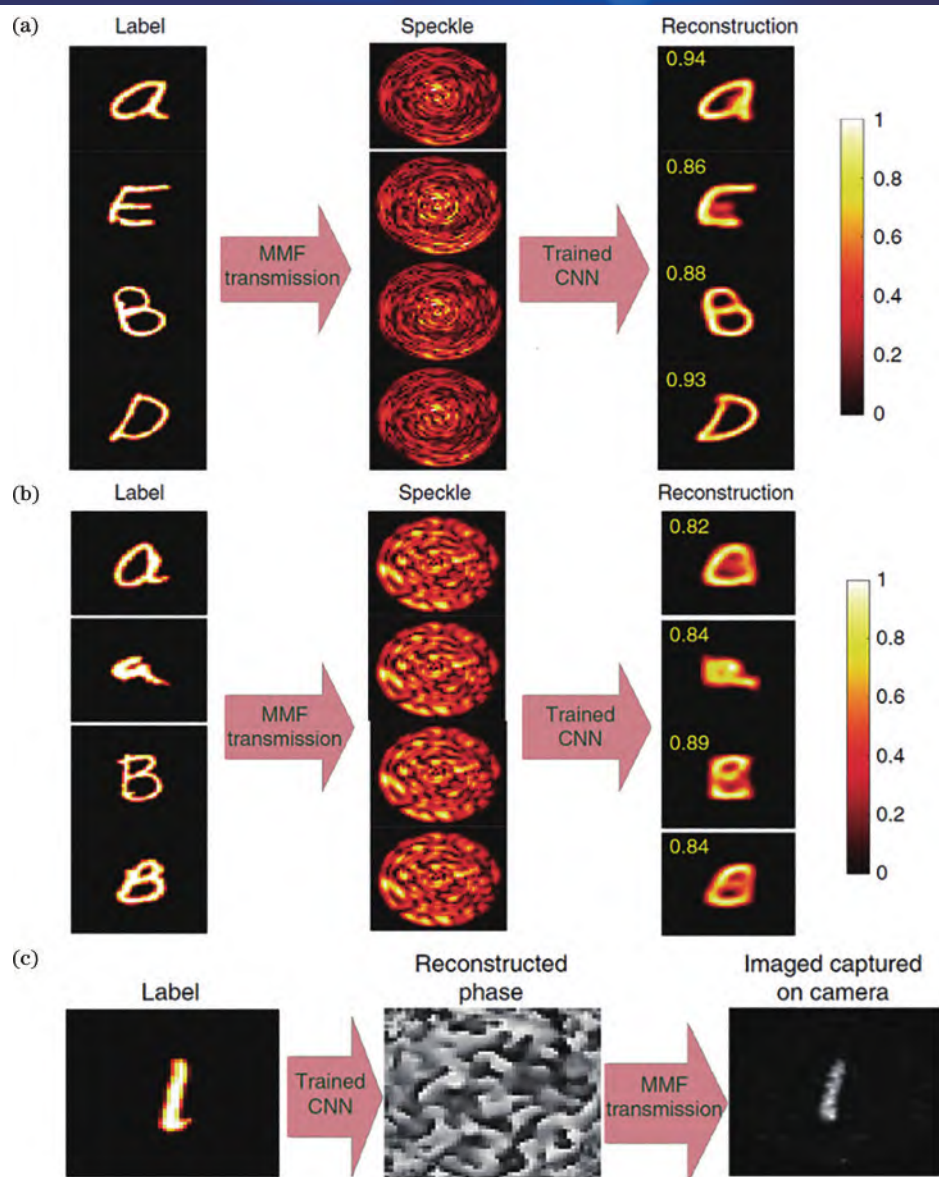 (a)
Label
Speckle
Reconstruction
0.94
a
1
0.86
E
0.8
MMF
transmission
Trained
CNN
0.6
0.88
B
0.4
0.2
0.93
D
0
(b)
Label
Speckle
Reconstruction
0.82
a
1
0.84
a
0.8
MMF
transmission
Trained
CNN
0.6
0.89
B
0.4
0.2
0.84
B
0
(c)
Label
Reconstructed
phase
Imaged captured
on camera
Trained
CNN
MMF
transmission